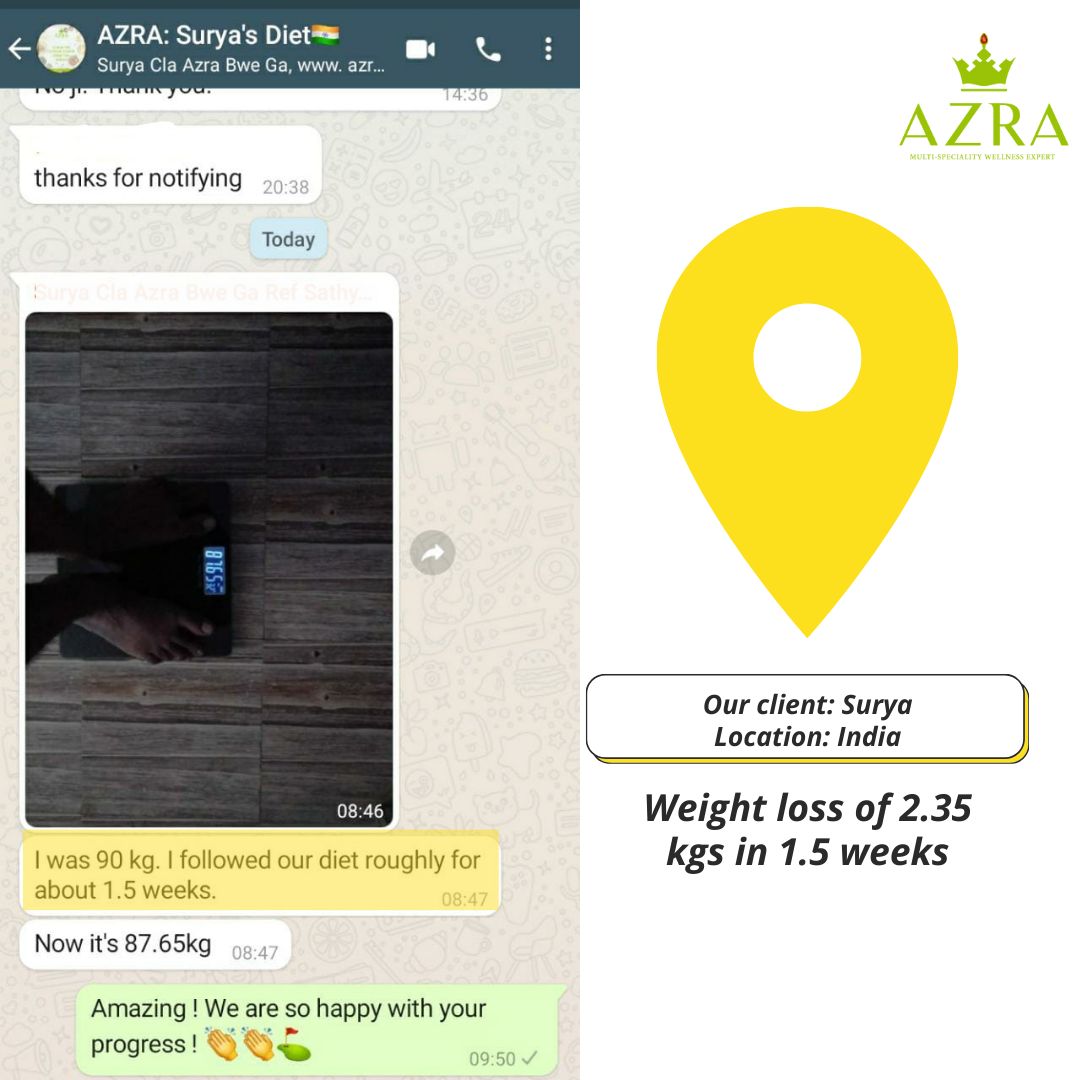 AZRA: Surya's Diet🇮🇳
Surya Cla Azra Bwe Ga, www. azr...
No ji. Thank you.
14:36
thanks for notifying 20:38
Today
Surya Cla Azra Bwe Ga Ref Sathy...
87.65
08:46
I was 90 kg. I followed our diet roughly for
about 1.5 weeks.
08:47
Now it's 87.65kg 08:47
Amazing ! We are so happy with your
progress ! 👏👏⛳
09:50
AZRA
MULTI-SPECIALITY WELLNESS EXPERT
Our client: Surya
Location: India
Weight loss of 2.35
kgs in 1.5 weeks